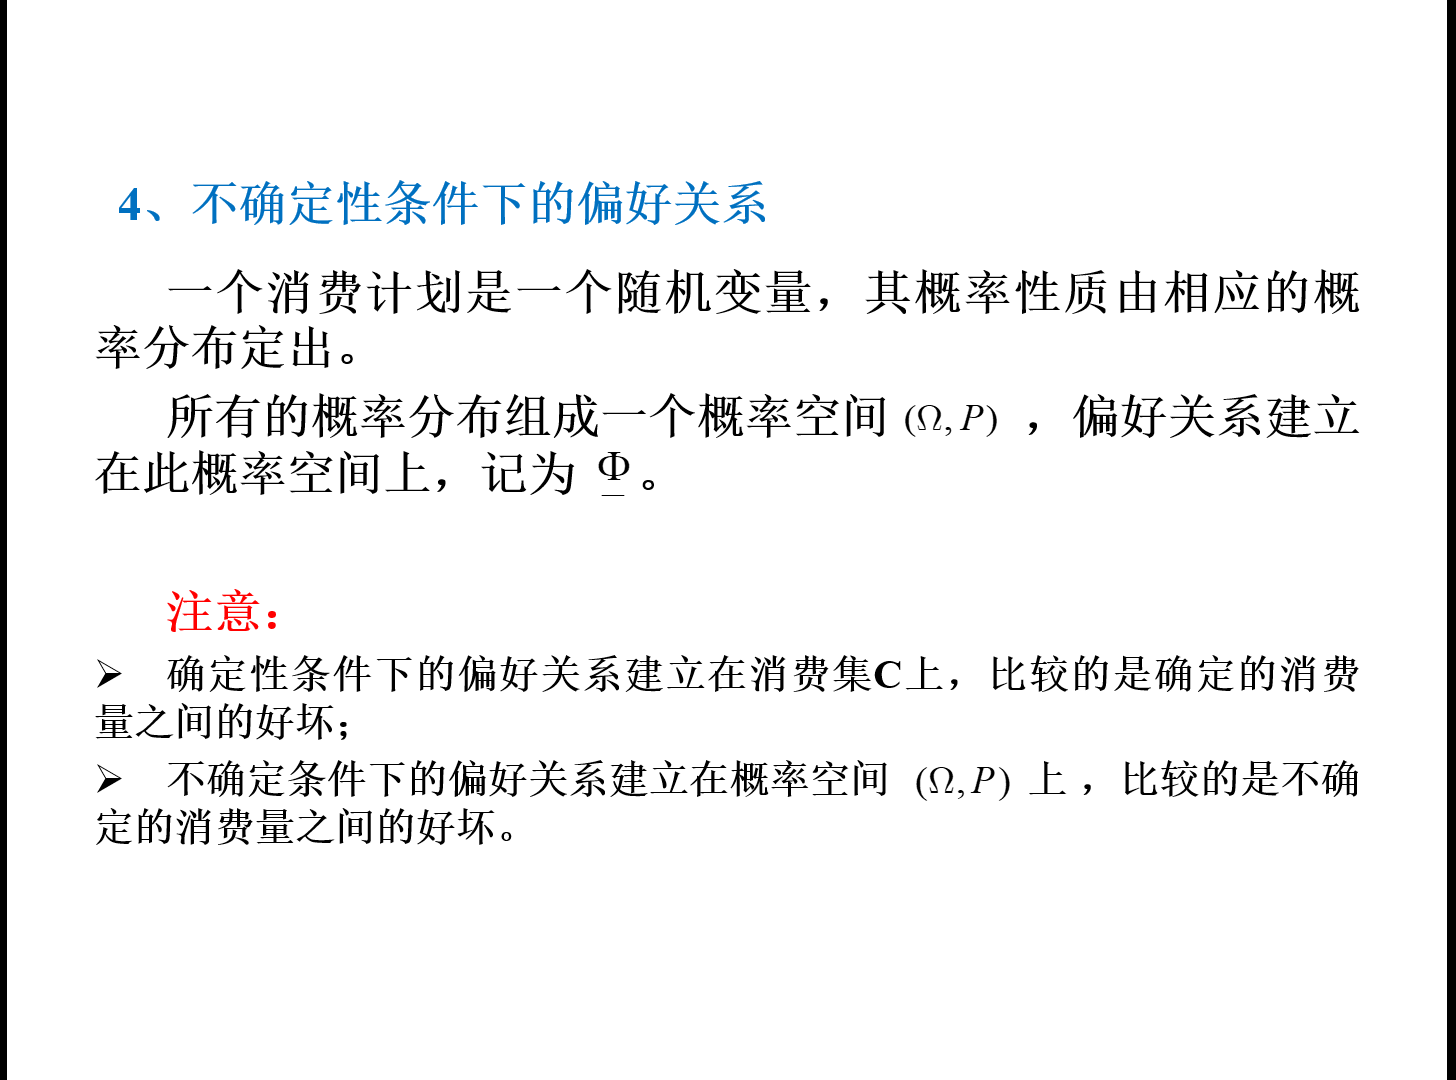 4、不确定性条件下的偏好关系
一个消费计划是一个随机变量，其概率性质由相应的概
率分布定出。
所有的概率分布组成一个概率空间 (Ω, P) ，偏好关系建立
在此概率空间上，记为 Φ̲ 。
注意：
➢ 确定性条件下的偏好关系建立在消费集C上，比较的是确定的消费
量之间的好坏；
➢ 不确定条件下的偏好关系建立在概率空间 (Ω, P) 上 ，比较的是不确
定的消费量之间的好坏。